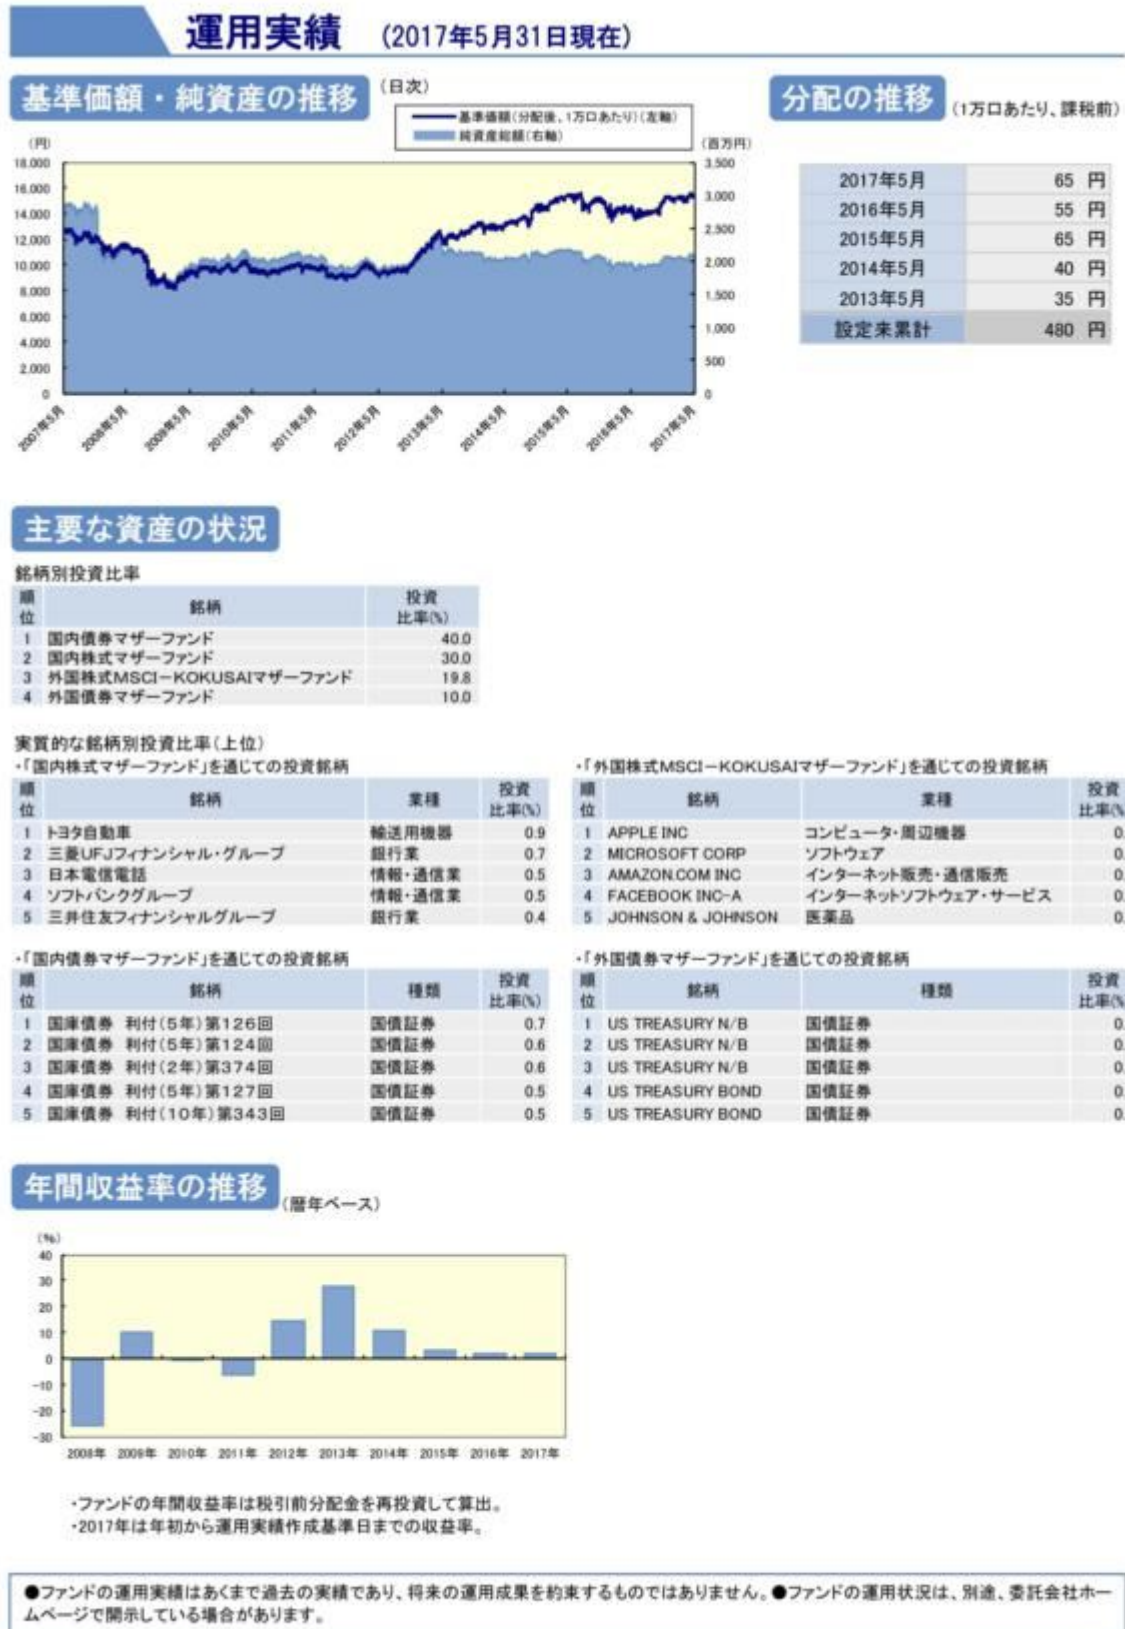 運用実績 (2017年5月31日現在)
基準価額・純資産の推移 (日次)
基準価額(分配後、1万口あたり)(左軸)
純資産総額(右軸)
(円)
(百万円)
18,000
16,000
14,000
12,000
10,000
8,000
6,000
4,000
2,000
0
3,500
3,000
2,500
2,000
1,500
1,000
500
0
2007年5月 2008年5月 2009年5月 2010年5月 2011年5月 2012年5月 2013年5月 2014年5月 2015年5月 2016年5月 2017年5月
分配の推移 (1万口あたり、課税前)
2017年5月 65 円
2016年5月 55 円
2015年5月 65 円
2014年5月 40 円
2013年5月 35 円
設定来累計 480 円
主要な資産の状況
銘柄別投資比率
順位 銘柄 投資比率(%)
1 国内債券マザーファンド 40.0
2 国内株式マザーファンド 30.0
3 外国株式MSCI-KOKUSAIマザーファンド 19.8
4 外国債券マザーファンド 10.0
実質的な銘柄別投資比率(上位)
・「国内株式マザーファンド」を通じての投資銘柄
順位 銘柄 業種 投資比率(%)
1 トヨタ自動車 輸送用機器 0.9
2 三菱UFJフィナンシャル・グループ 銀行業 0.7
3 日本電信電話 情報・通信業 0.5
4 ソフトバンクグループ 情報・通信業 0.5
5 三井住友フィナンシャルグループ 銀行業 0.4
・「外国株式MSCI-KOKUSAIマザーファンド」を通じての投資銘柄
順位 銘柄 業種 投資比率(%
1 APPLE INC コンピュータ・周辺機器 0.
2 MICROSOFT CORP ソフトウェア 0.
3 AMAZON.COM INC インターネット販売・通信販売 0.
4 FACEBOOK INC-A インターネットソフトウェア・サービス 0.
5 JOHNSON & JOHNSON 医薬品 0.
・「国内債券マザーファンド」を通じての投資銘柄
順位 銘柄 種類 投資比率(%)
1 国庫債券 利付(5年)第126回 国債証券 0.7
2 国庫債券 利付(5年)第124回 国債証券 0.6
3 国庫債券 利付(2年)第374回 国債証券 0.6
4 国庫債券 利付(5年)第127回 国債証券 0.5
5 国庫債券 利付(10年)第343回 国債証券 0.5
・「外国債券マザーファンド」を通じての投資銘柄
順位 銘柄 種類 投資比率(%
1 US TREASURY N/B 国債証券 0.
2 US TREASURY N/B 国債証券 0.
3 US TREASURY N/B 国債証券 0.
4 US TREASURY BOND 国債証券 0.
5 US TREASURY BOND 国債証券 0.
年間収益率の推移 (暦年ベース)
(%)
40
30
20
10
0
-10
-20
-30
2008年 2009年 2010年 2011年 2012年 2013年 2014年 2015年 2016年 2017年
・ファンドの年間収益率は税引前分配金を再投資して算出。
・2017年は年初から運用実績作成基準日までの収益率。
●ファンドの運用実績はあくまで過去の実績であり、将来の運用成果を約束するものではありません。●ファンドの運用状況は、別途、委託会社ホー
ムページで開示している場合があります。